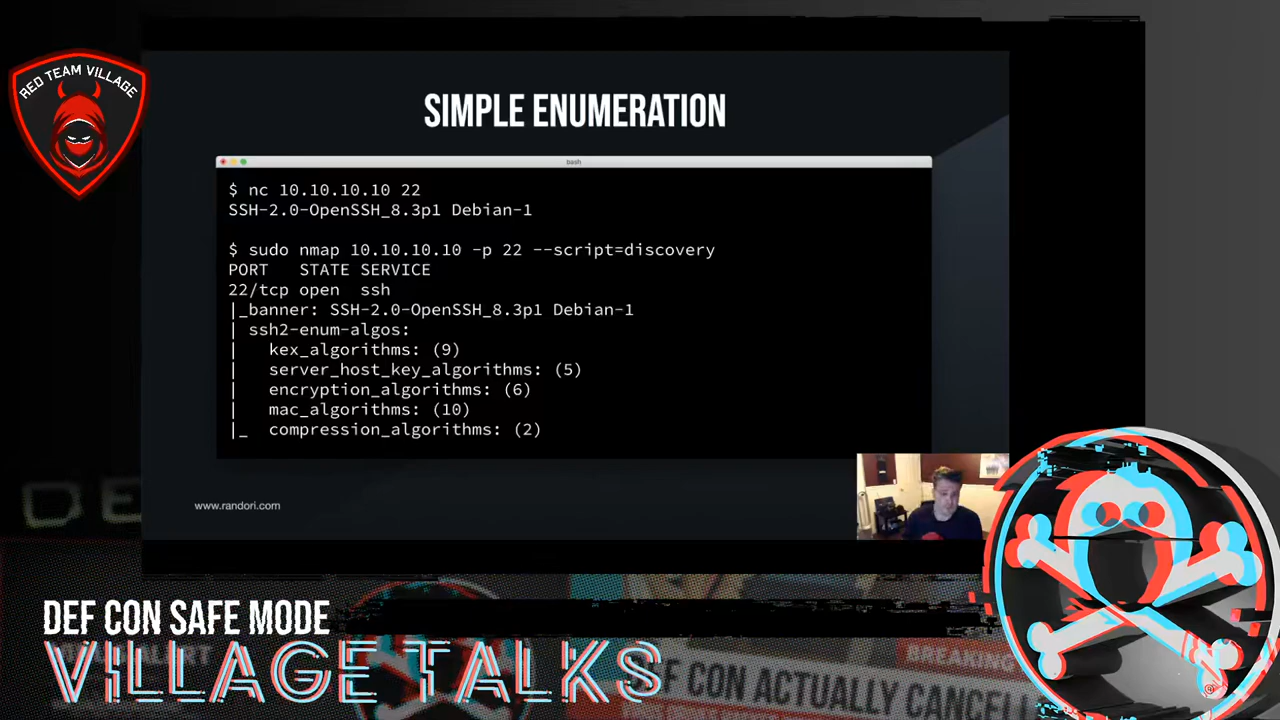 RED TEAM VILLAGE
SIMPLE ENUMERATION
bash
$ nc 10.10.10.10 22
SSH-2.0-OpenSSH_8.3p1 Debian-1
$ sudo nmap 10.10.10.10 -p 22 --script=discovery
PORT   STATE SERVICE
22/tcp open  ssh
|_banner: SSH-2.0-OpenSSH_8.3p1 Debian-1
| ssh2-enum-algos:
|   kex_algorithms: (9)
|   server_host_key_algorithms: (5)
|   encryption_algorithms: (6)
|   mac_algorithms: (10)
|_  compression_algorithms: (2)
www.randori.com
DEF CON SAFE MODE
VILLAGE TALKS
BREAKING
DEF CON ACTUALLY